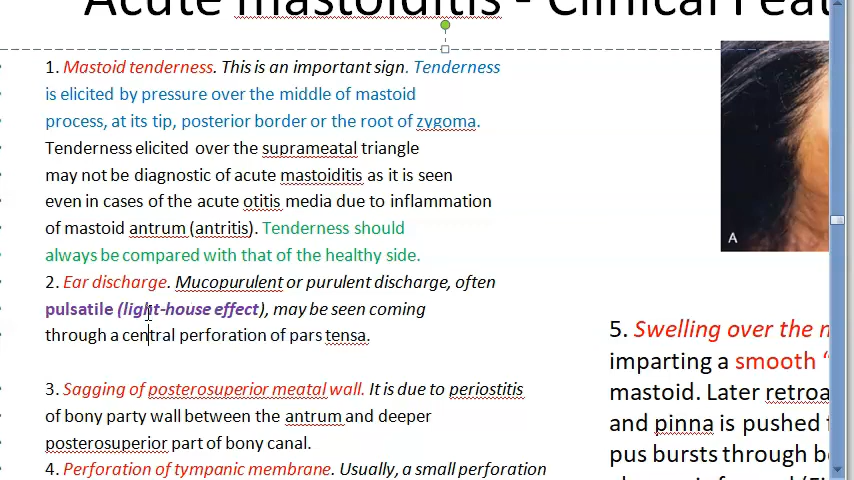 Acute mastoiditis - Clinical Feat
1. Mastoid tenderness. This is an important sign. Tenderness
is elicited by pressure over the middle of mastoid
process, at its tip, posterior border or the root of zygoma.
Tenderness elicited over the suprameatal triangle
may not be diagnostic of acute mastoiditis as it is seen
even in cases of the acute otitis media due to inflammation
of mastoid antrum (antritis). Tenderness should
always be compared with that of the healthy side.
2. Ear discharge. Mucopurulent or purulent discharge, often
pulsatile (light-house effect), may be seen coming
through a central perforation of pars tensa.
3. Sagging of posterosuperior meatal wall. It is due to periostitis
of bony party wall between the antrum and deeper
posterosuperior part of bony canal.
4. Perforation of tympanic membrane. Usually, a small perforation
A
5. Swelling over the m
imparting a smooth “
mastoid. Later retroa
and pinna is pushed f
pus bursts through b